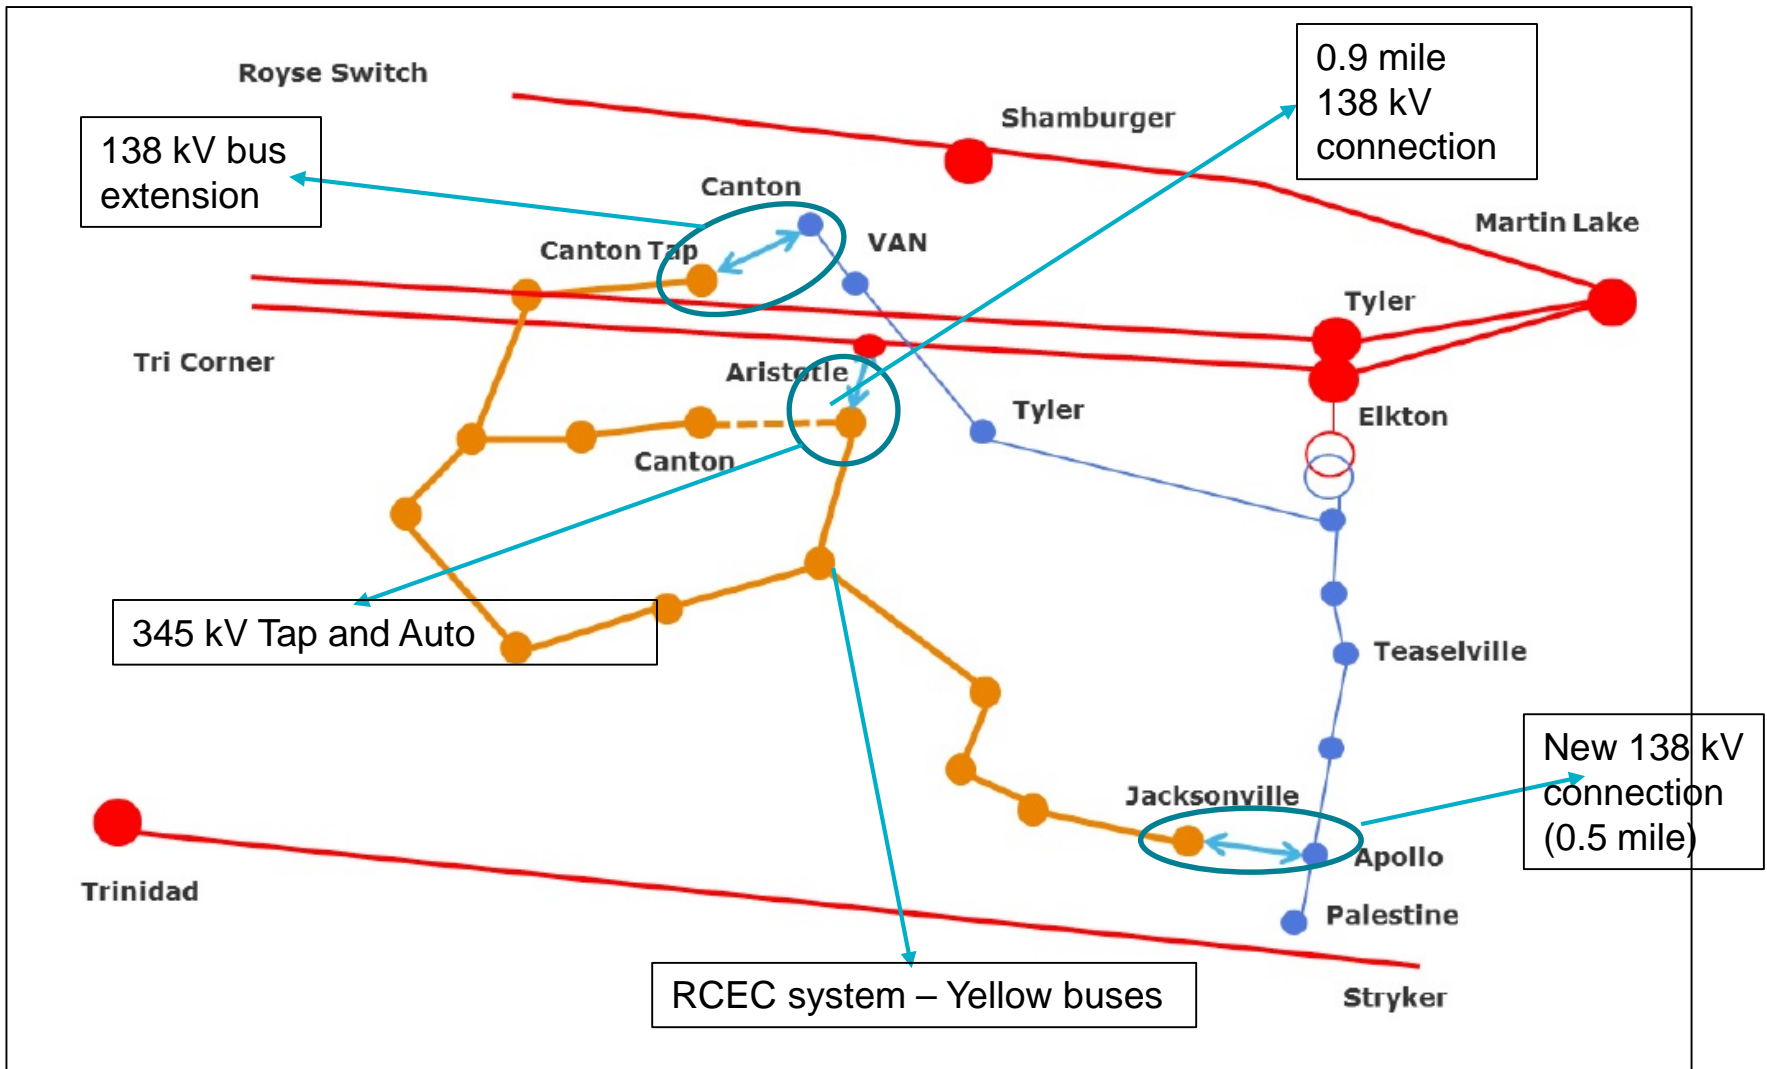 Royse Switch
0.9 mile
138 kV
connection
Shamburger
138 kV bus
extension
Canton
VAN
Canton Tap
Martin Lake
Tyler
Tri Corner
Aristotle
Tyler
Elkton
Canton
345 kV Tap and Auto
Teaselville
New 138 kV
connection
(0.5 mile)
Jacksonville
Apollo
Trinidad
Palestine
RCEC system – Yellow buses
Stryker